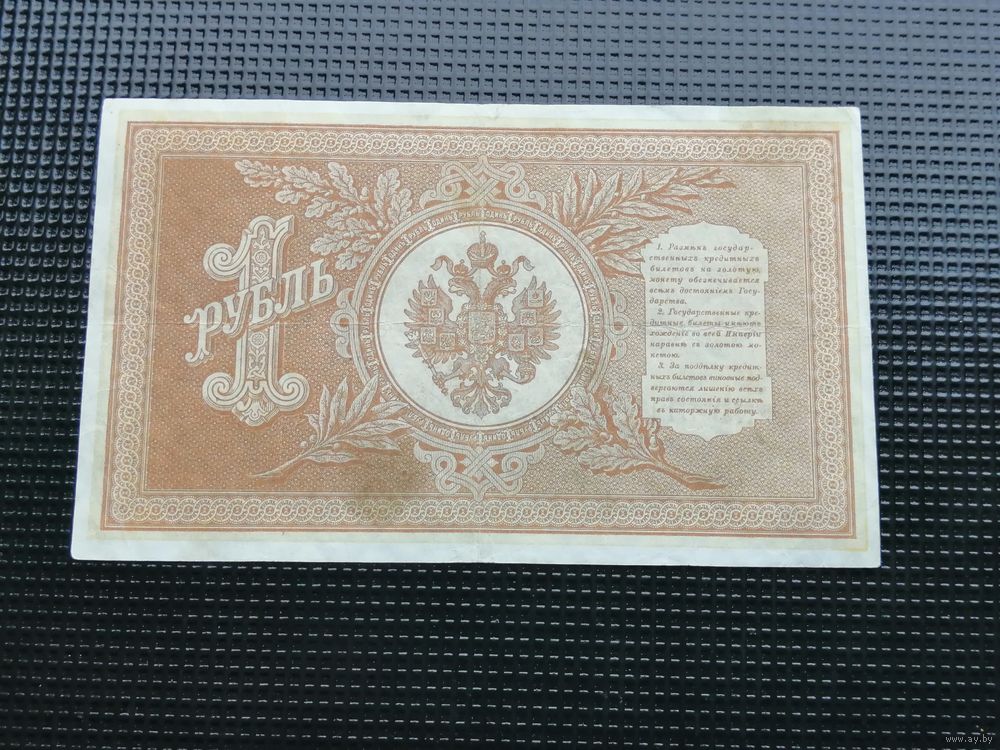 1
РУБЛЬ
1. Размѣнъ государ-
ственныхъ кредитныхъ
билетовъ на золотую
монету обезпечивается
всѣмъ достояніемъ Госу-
дарства.
2. Государственные кре-
дитные билеты имѣютъ
хожденіе во всей Имперіи
наравнѣ съ золотою мо-
нетою.
3. За поддѣлку кредит-
ныхъ билетовъ виновные под-
вергаются лишенію всѣхъ
правъ состоянія и ссылкѣ
въ каторжную работу.
www.ay.by